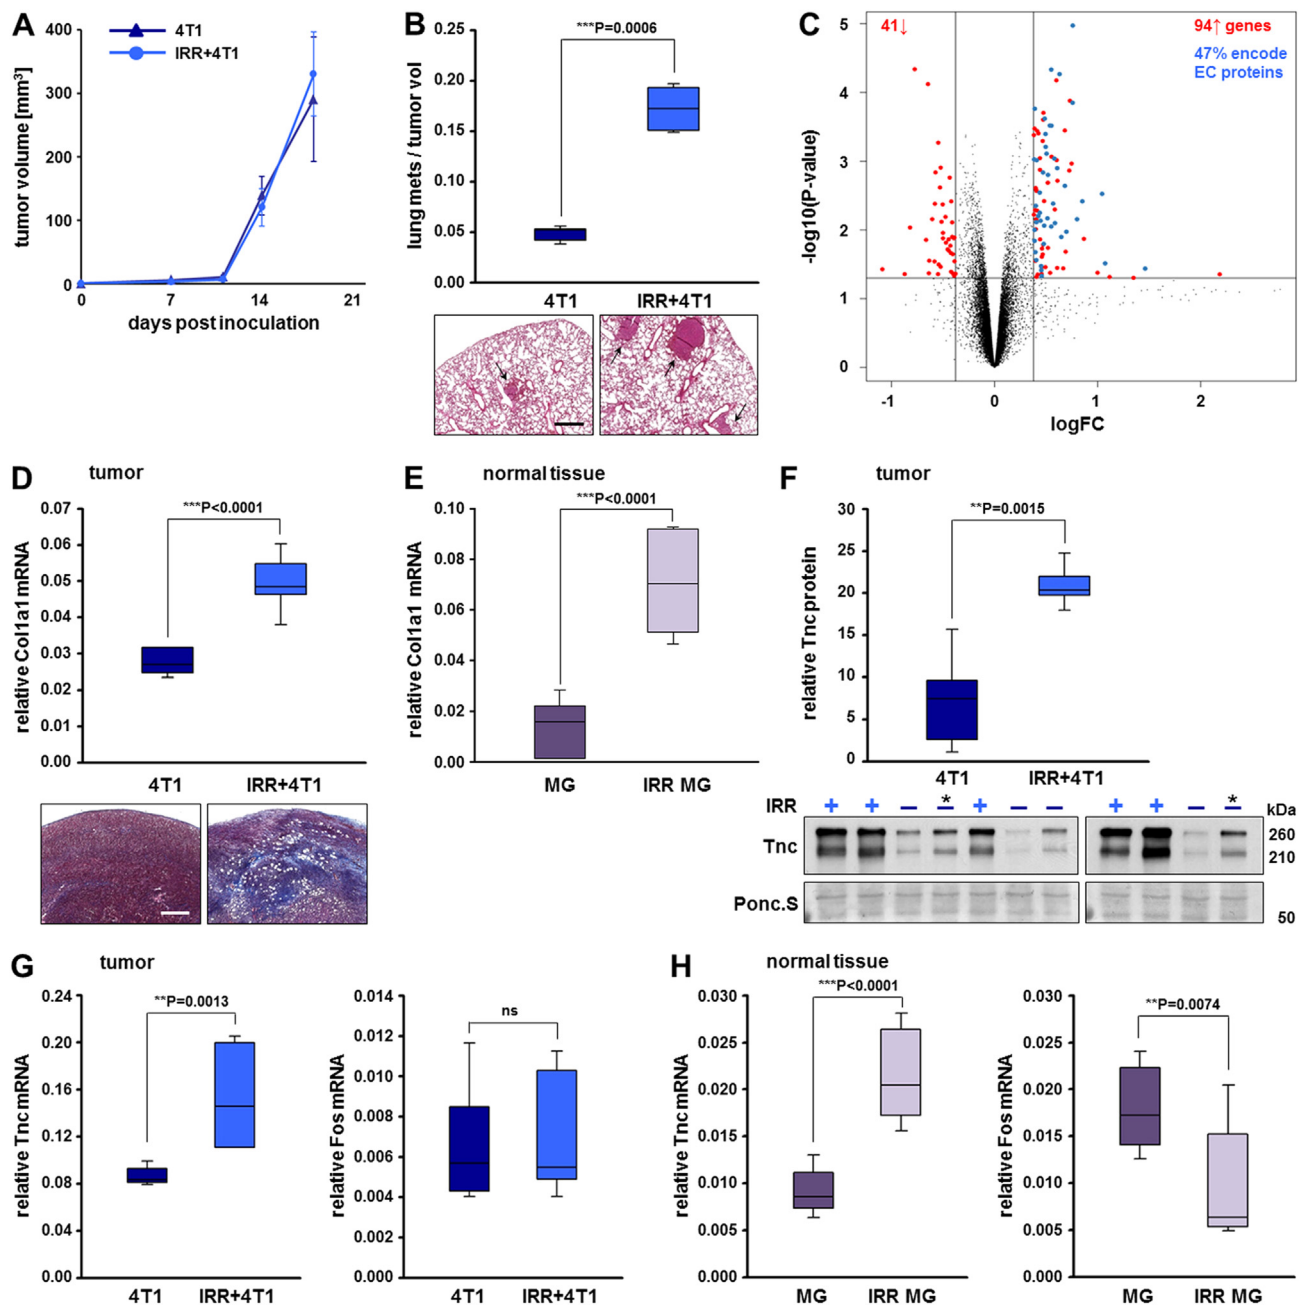 A
4T1
IRR+4T1
tumor volume [mm³]
400
300
200
100
0
0 7 14 21
days post inoculation
B
***P=0.0006
lung mets / tumor vol
0.25
0.20
0.15
0.10
0.05
0.00
4T1 IRR+4T1
C
41↓
94↑ genes
47% encode
EC proteins
-log10(P-value)
5
4
3
2
1
0
-1 0 1 2
logFC
D
tumor
***P<0.0001
relative Col1a1 mRNA
0.07
0.06
0.05
0.04
0.03
0.02
0.01
0.00
4T1 IRR+4T1
E
normal tissue
***P<0.0001
relative Col1a1 mRNA
0.10
0.08
0.06
0.04
0.02
0.00
MG IRR MG
F
tumor
**P=0.0015
relative Tnc protein
30
25
20
15
10
5
0
4T1 IRR+4T1
IRR + + − *− + − − + + − *− kDa
Tnc 260
210
Ponc.S 50
G
tumor
**P=0.0013
relative Tnc mRNA
0.24
0.20
0.16
0.12
0.08
0.04
0.00
4T1 IRR+4T1
ns
relative Fos mRNA
0.014
0.012
0.010
0.008
0.006
0.004
0.002
0.000
4T1 IRR+4T1
H
normal tissue
***P<0.0001
relative Tnc mRNA
0.030
0.025
0.020
0.015
0.010
0.005
0.000
MG IRR MG
**P=0.0074
relative Fos mRNA
0.030
0.025
0.020
0.015
0.010
0.005
0.000
MG IRR MG